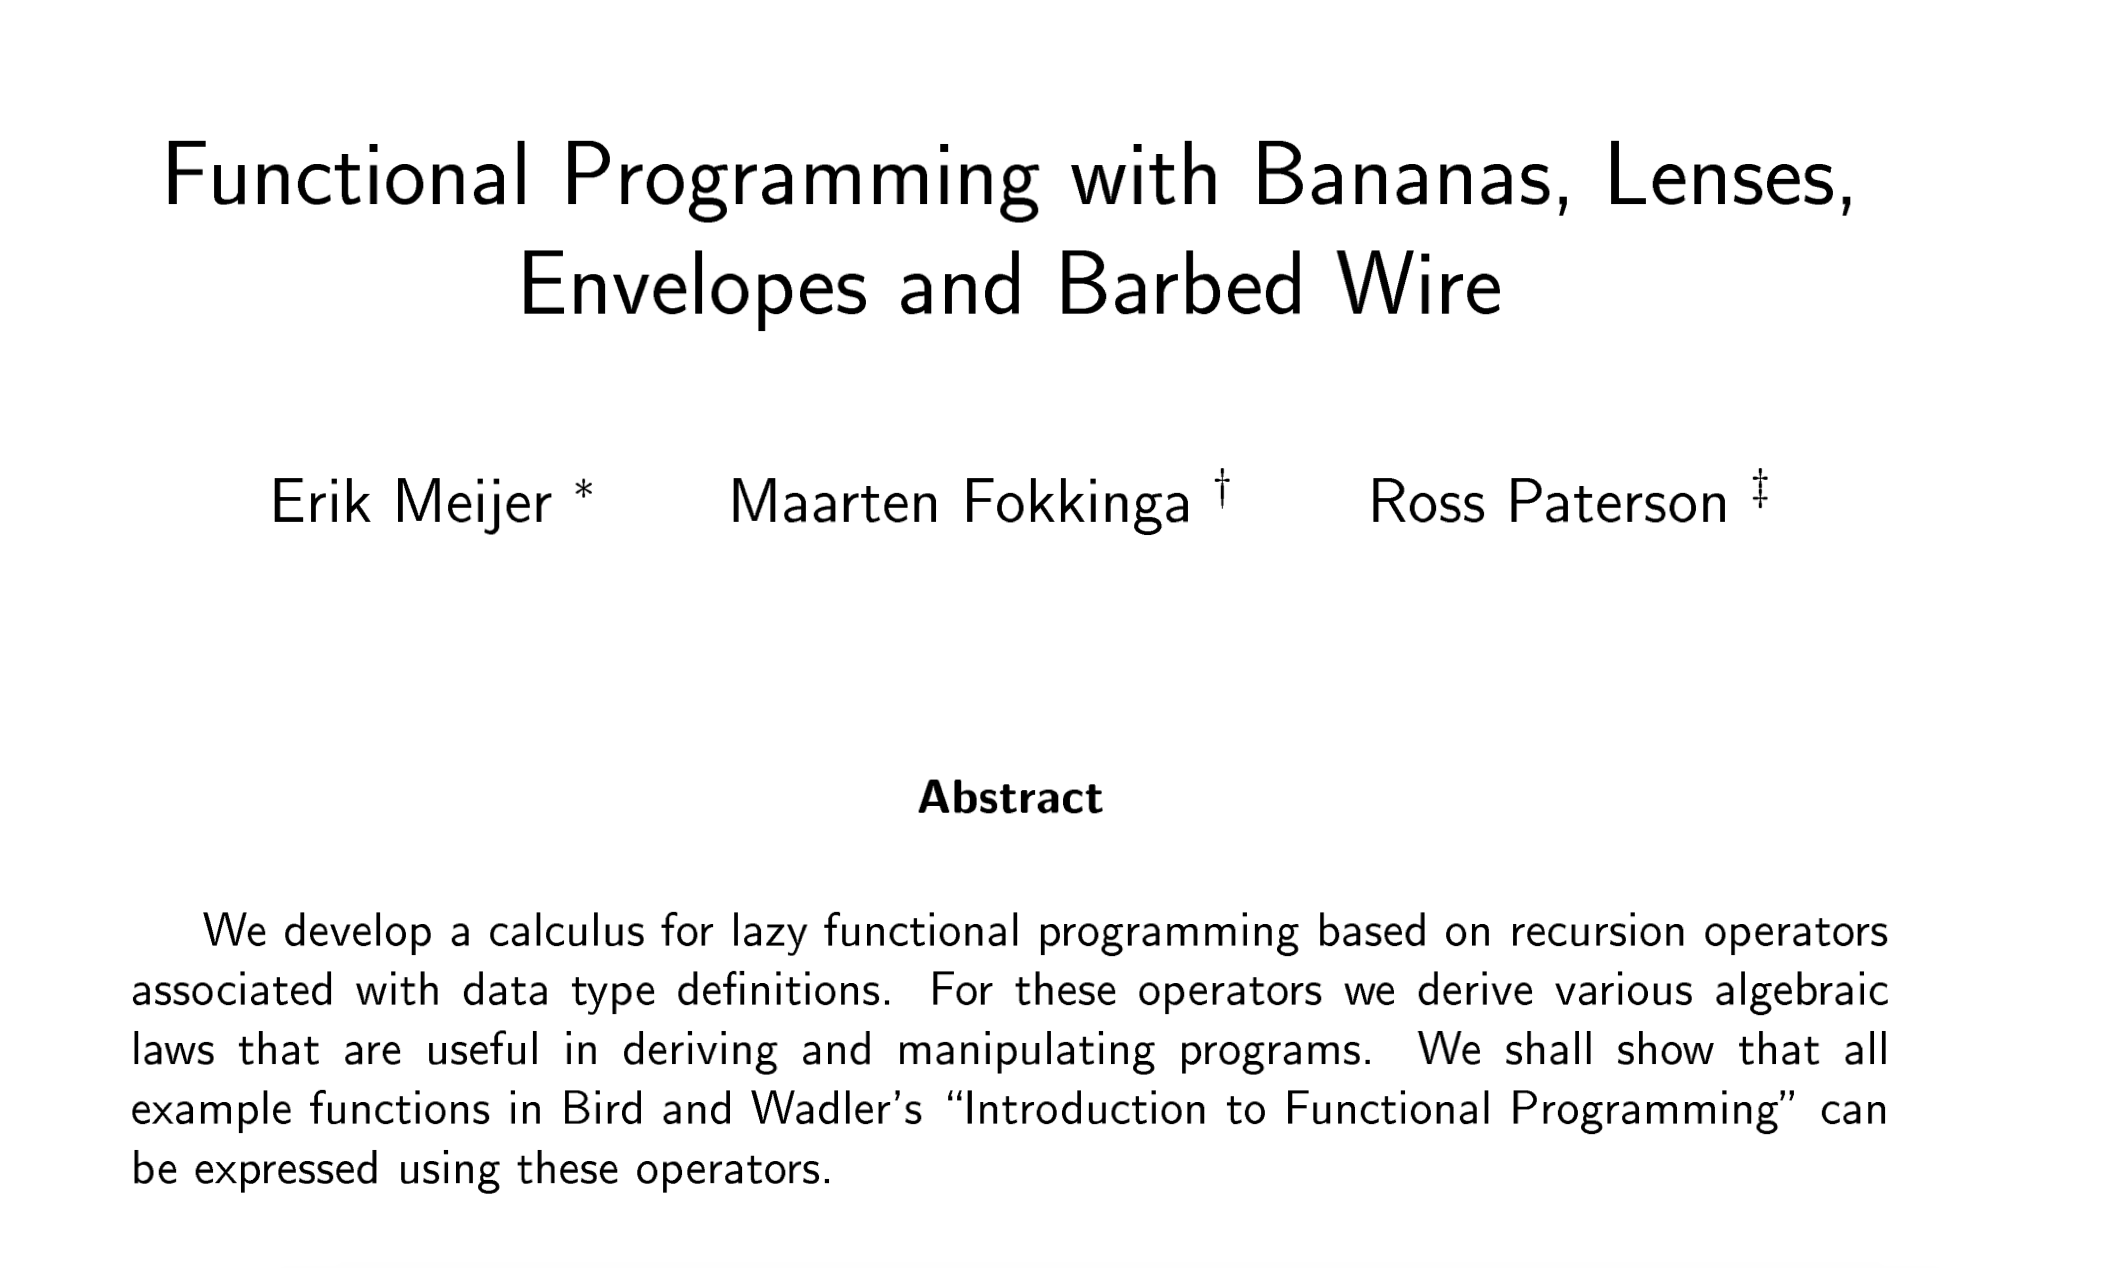 Functional Programming with Bananas, Lenses,
Envelopes and Barbed Wire
Erik Meijer * Maarten Fokkinga † Ross Paterson ‡
Abstract
We develop a calculus for lazy functional programming based on recursion operators
associated with data type definitions. For these operators we derive various algebraic
laws that are useful in deriving and manipulating programs. We shall show that all
example functions in Bird and Wadler's “Introduction to Functional Programming” can
be expressed using these operators.